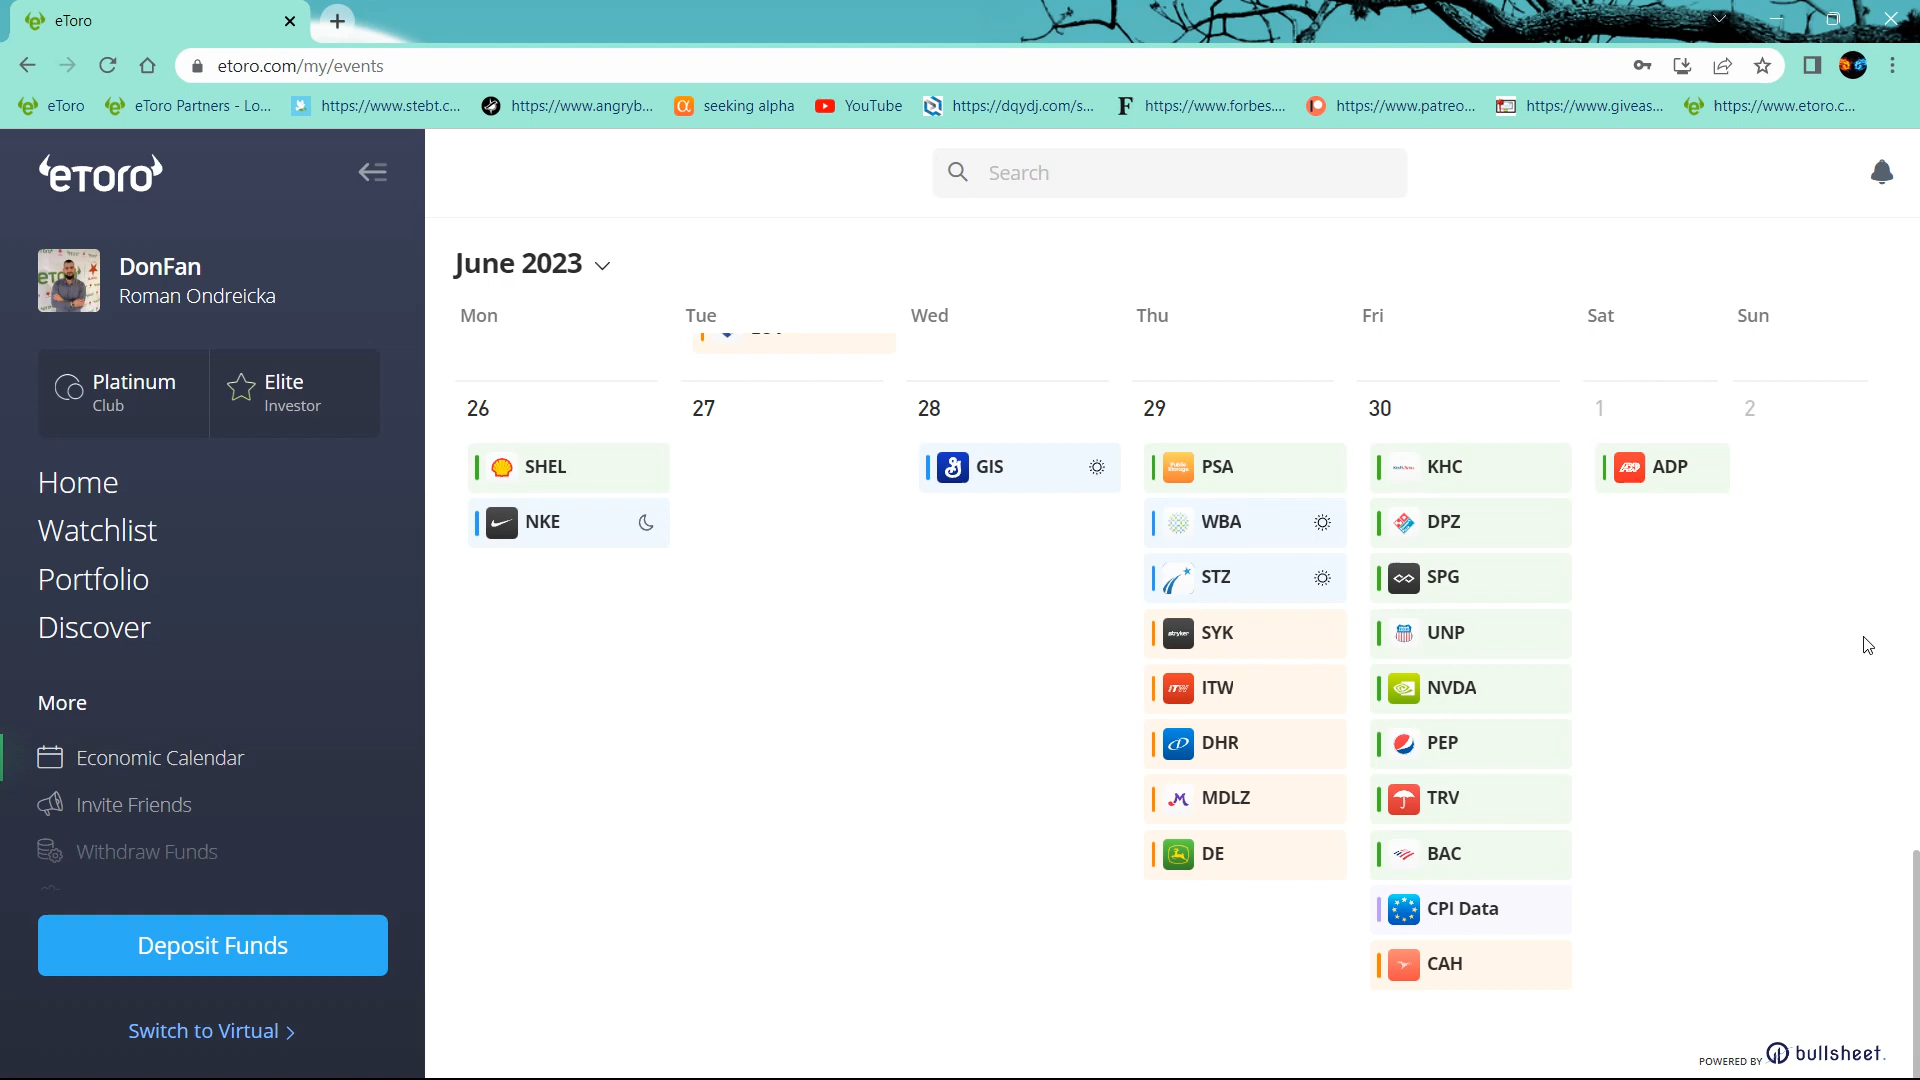 eToro
etoro.com/my/events
eToro
eToro Partners - Lo...
https://www.stebt.c...
https://www.angryb...
seeking alpha
YouTube
https://dqydj.com/s...
https://www.forbes....
https://www.patreo...
https://www.giveas...
https://www.etoro.c...
eToro
Search
DonFan
Roman Ondreicka
Platinum
Club
Elite
Investor
Home
Watchlist
Portfolio
Discover
More
Economic Calendar
Invite Friends
Withdraw Funds
Deposit Funds
Switch to Virtual
June 2023
Mon Tue Wed Thu Fri Sat Sun
26 27 28 29 30 1 2
SHEL
NKE
GIS
PSA
WBA
STZ
SYK
ITW
DHR
MDLZ
DE
KHC
DPZ
SPG
UNP
NVDA
PEP
TRV
BAC
CPI Data
CAH
ADP
POWERED BY bullsheet.